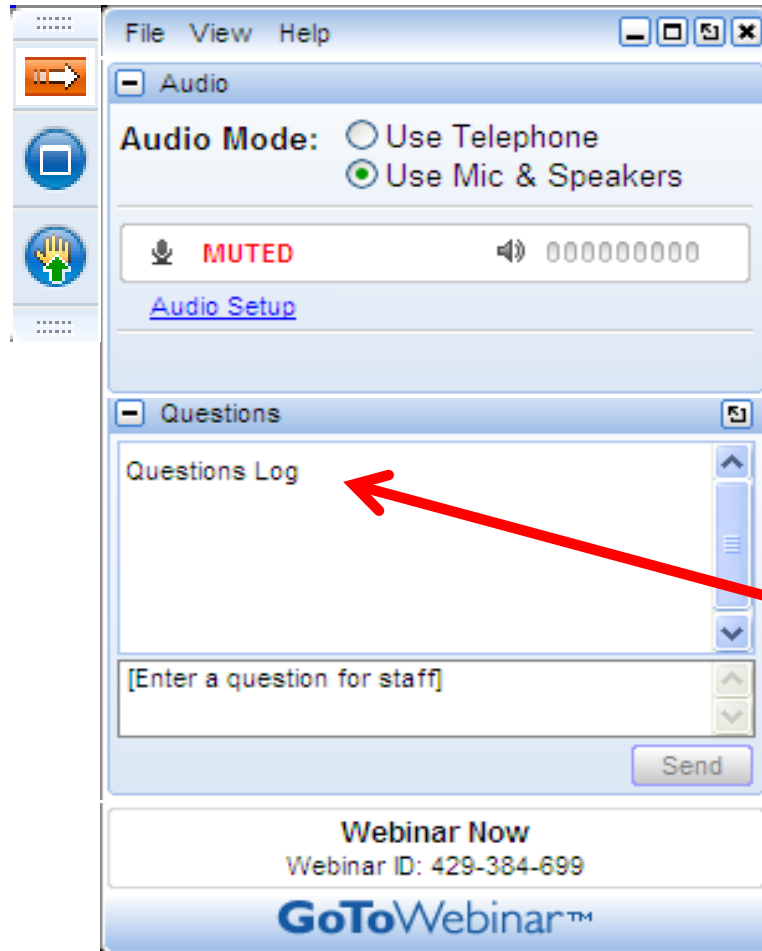 File View Help
Audio
Audio Mode: Use Telephone
Use Mic & Speakers
MUTED 000000000
Audio Setup
Questions
Questions Log
[Enter a question for staff]
Send
Webinar Now
Webinar ID: 429-384-699
GoToWebinar™